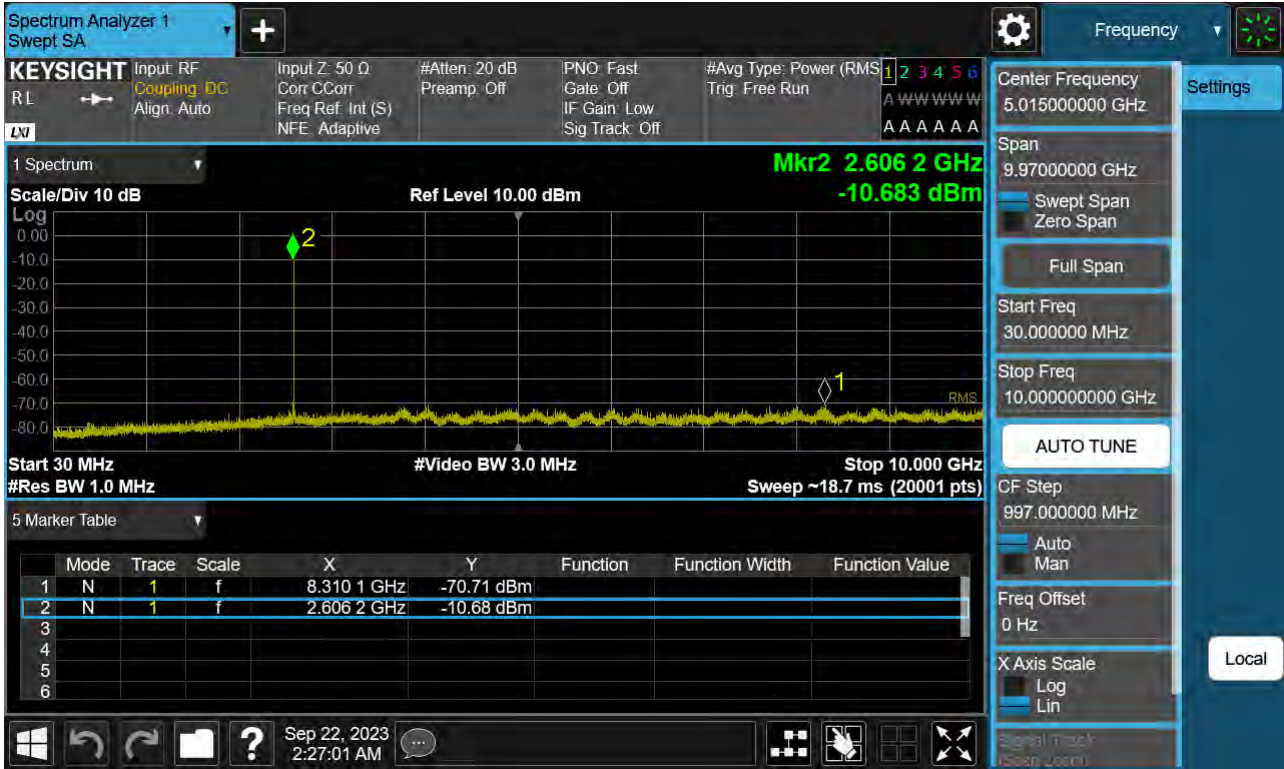 Spectrum Analyzer 1
Swept SA
+
Frequency
KEYSIGHT
R L
LXI
Input: RF
Coupling: DC
Align: Auto
Input Z: 50 Ω
Corr CCorr
Freq Ref: Int (S)
NFE: Adaptive
#Atten: 20 dB
Preamp: Off
PNO: Fast
Gate: Off
IF Gain: Low
Sig Track: Off
#Avg Type: Power (RMS
Trig: Free Run
1 2 3 4 5 6
A W W W W W
A A A A A A
1 Spectrum
Mkr2 2.606 2 GHz
-10.683 dBm
Scale/Div 10 dB
Ref Level 10.00 dBm
Log
0.00
-10.0
-20.0
-30.0
-40.0
-50.0
-60.0
-70.0
-80.0
2
1
RMS
Start 30 MHz
#Video BW 3.0 MHz
Stop 10.000 GHz
#Res BW 1.0 MHz
Sweep ~18.7 ms (20001 pts)
5 Marker Table
Mode Trace Scale X Y Function Function Width Function Value
1 N 1 f 8.310 1 GHz -70.71 dBm
2 N 1 f 2.606 2 GHz -10.68 dBm
3
4
5
6
?
Sep 22, 2023
2:27:01 AM
Center Frequency
5.015000000 GHz
Settings
Span
9.97000000 GHz
Swept Span
Zero Span
Full Span
Start Freq
30.000000 MHz
Stop Freq
10.000000000 GHz
AUTO TUNE
CF Step
997.000000 MHz
Auto
Man
Freq Offset
0 Hz
X Axis Scale
Log
Lin
Local
Signal Track
(Span Zoom)